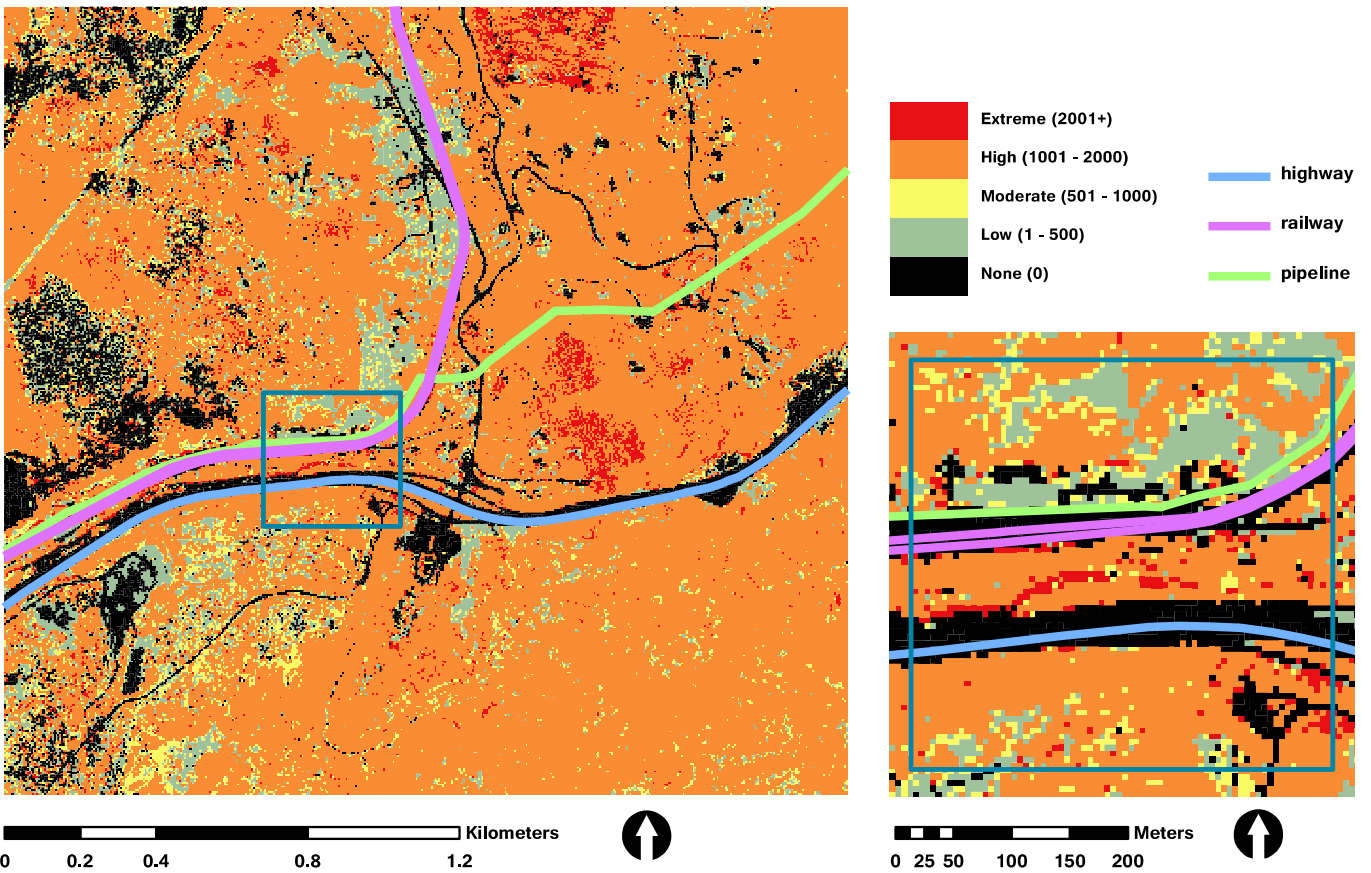 Extreme (2001+)
High (1001 - 2000)
Moderate (501 - 1000)
Low (1 - 500)
None (0)
highway
railway
pipeline
Kilometers
0 0.2 0.4 0.8 1.2
Meters
0 25 50 100 150 200